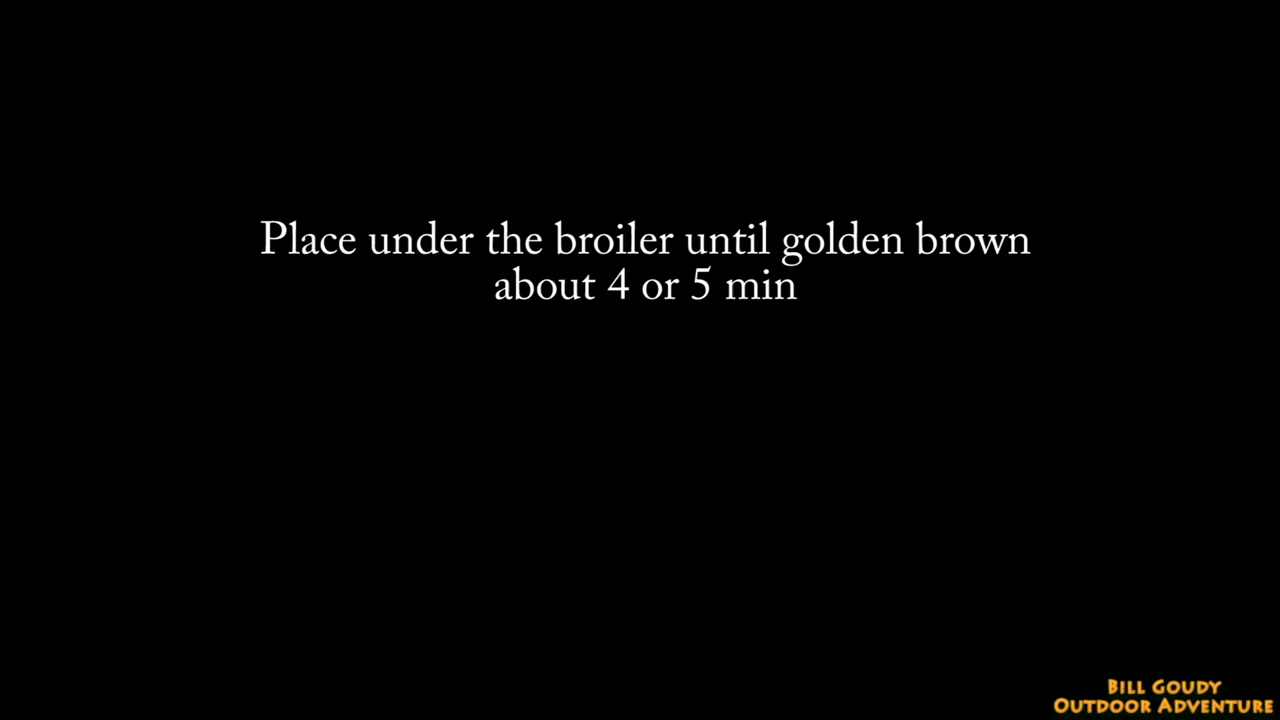 Place under the broiler until golden brown
about 4 or 5 min
BILL GOUDY
OUTDOOR ADVENTURE